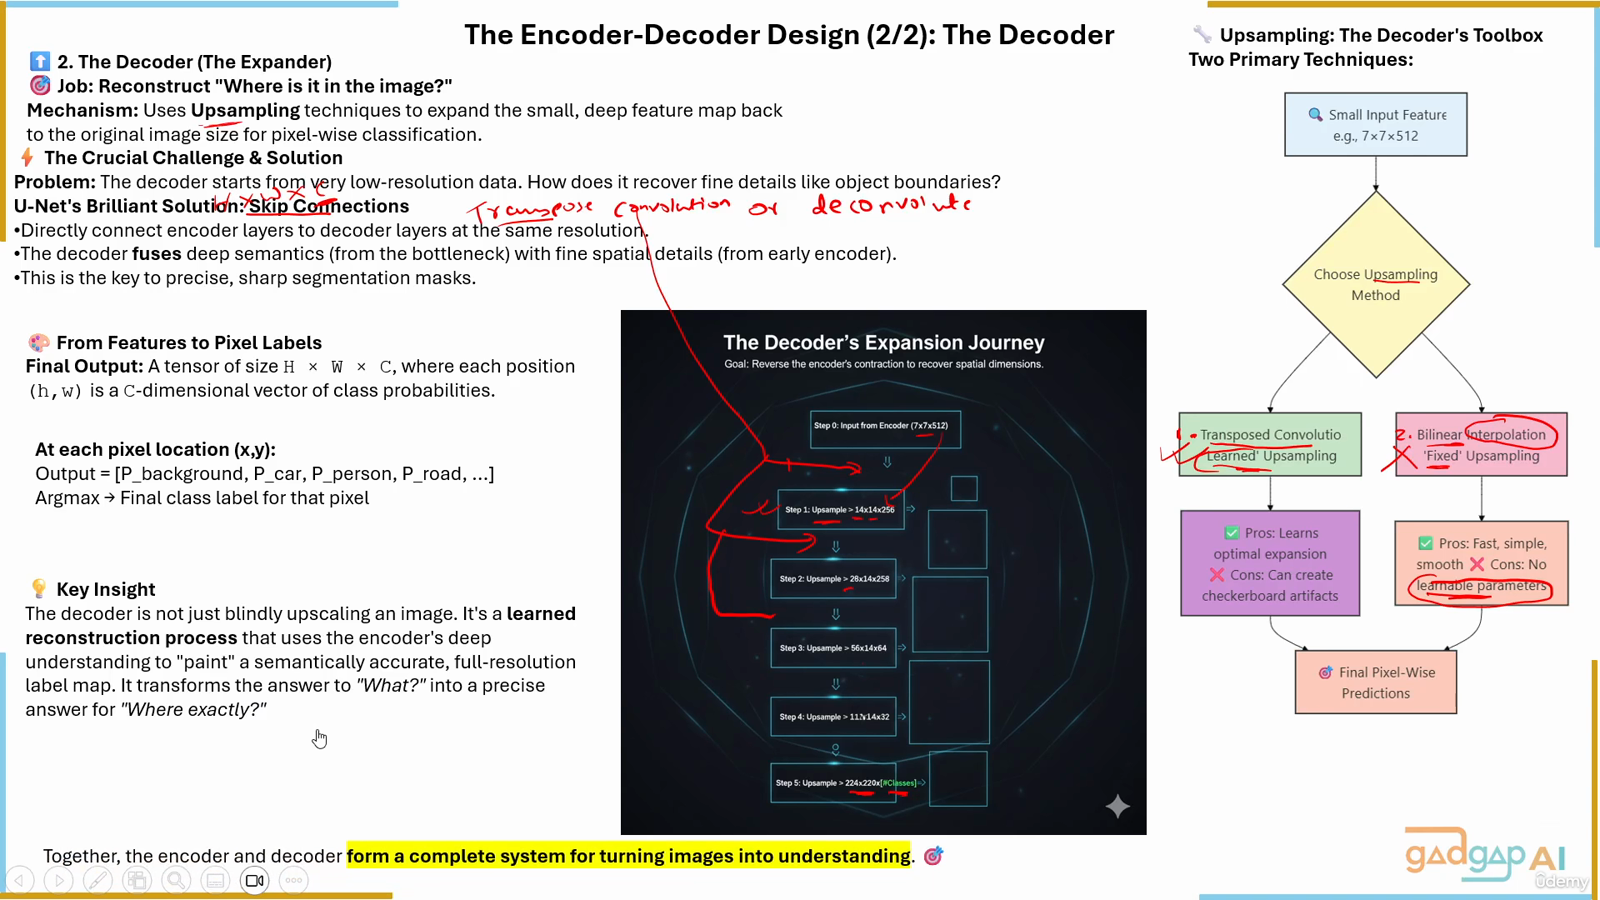 The Encoder-Decoder Design (2/2): The Decoder
2. The Decoder (The Expander)
Job: Reconstruct "Where is it in the image?"
Mechanism: Uses Upsampling techniques to expand the small, deep feature map back
to the original image size for pixel-wise classification.
The Crucial Challenge & Solution
Problem: The decoder starts from very low-resolution data. How does it recover fine details like object boundaries?
U-Net's Brilliant Solution: Skip Connections
Transpose convolution or deconvolute
•Directly connect encoder layers to decoder layers at the same resolution.
•The decoder fuses deep semantics (from the bottleneck) with fine spatial details (from early encoder).
•This is the key to precise, sharp segmentation masks.
From Features to Pixel Labels
Final Output: A tensor of size H × W × C, where each position
(h,w) is a C-dimensional vector of class probabilities.
At each pixel location (x,y):
Output = [P_background, P_car, P_person, P_road, ...]
Argmax → Final class label for that pixel
Key Insight
The decoder is not just blindly upscaling an image. It's a learned
reconstruction process that uses the encoder's deep
understanding to "paint" a semantically accurate, full-resolution
label map. It transforms the answer to "What?" into a precise
answer for "Where exactly?"
The Decoder's Expansion Journey
Goal: Reverse the encoder's contraction to recover spatial dimensions.
Step 0: Input from Encoder (7x7x512)
Step 1: Upsample > 14x14x256
Step 2: Upsample > 28x14x258
Step 3: Upsample > 56x14x64
Step 4: Upsample > 14x32
Step 5: Upsample > 224x220x[#Classes]
Together, the encoder and decoder form a complete system for turning images into understanding.
Upsampling: The Decoder's Toolbox
Two Primary Techniques:
Small Input Feature
e.g., 7×7×512
Choose Upsampling
Method
1. Transposed Convolutio
'Learned' Upsampling
2. Bilinear Interpolation
'Fixed' Upsampling
Pros: Learns
optimal expansion
Cons: Can create
checkerboard artifacts
Pros: Fast, simple,
smooth Cons: No
learnable parameters
Final Pixel-Wise
Predictions
gadgap AI
ûdemy